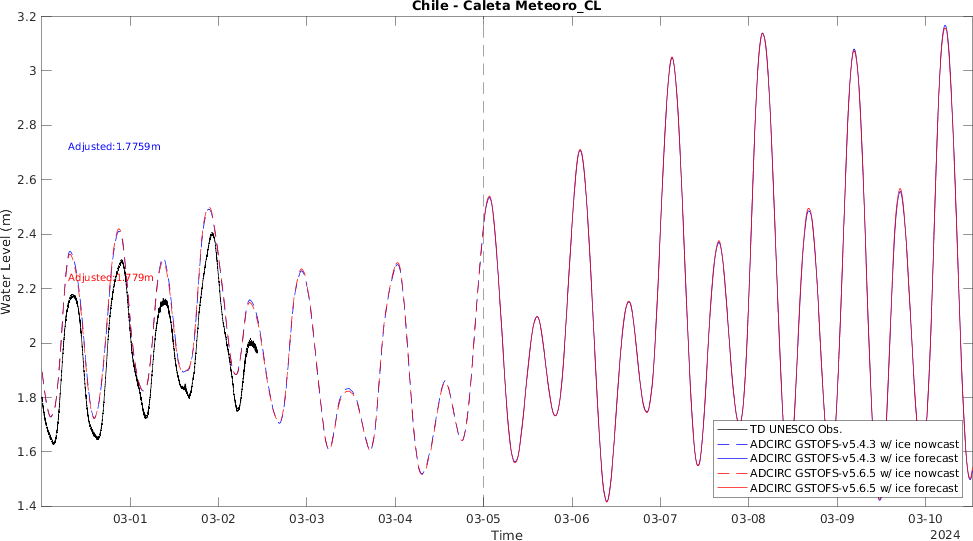 Chile - Caleta Meteoro_CL
3.2
3
2.8
2.6
2.4
2.2
2
1.8
1.6
1.4
Water Level (m)
Adjusted:1.7759m
Adjusted:1.779m
TD UNESCO Obs.
ADCIRC GSTOFS-v5.4.3 w/ ice nowcast
ADCIRC GSTOFS-v5.4.3 w/ ice forecast
ADCIRC GSTOFS-v5.6.5 w/ ice nowcast
ADCIRC GSTOFS-v5.6.5 w/ ice forecast
03-01 03-02 03-03 03-04 03-05 03-06 03-07 03-08 03-09 03-10
Time
2024